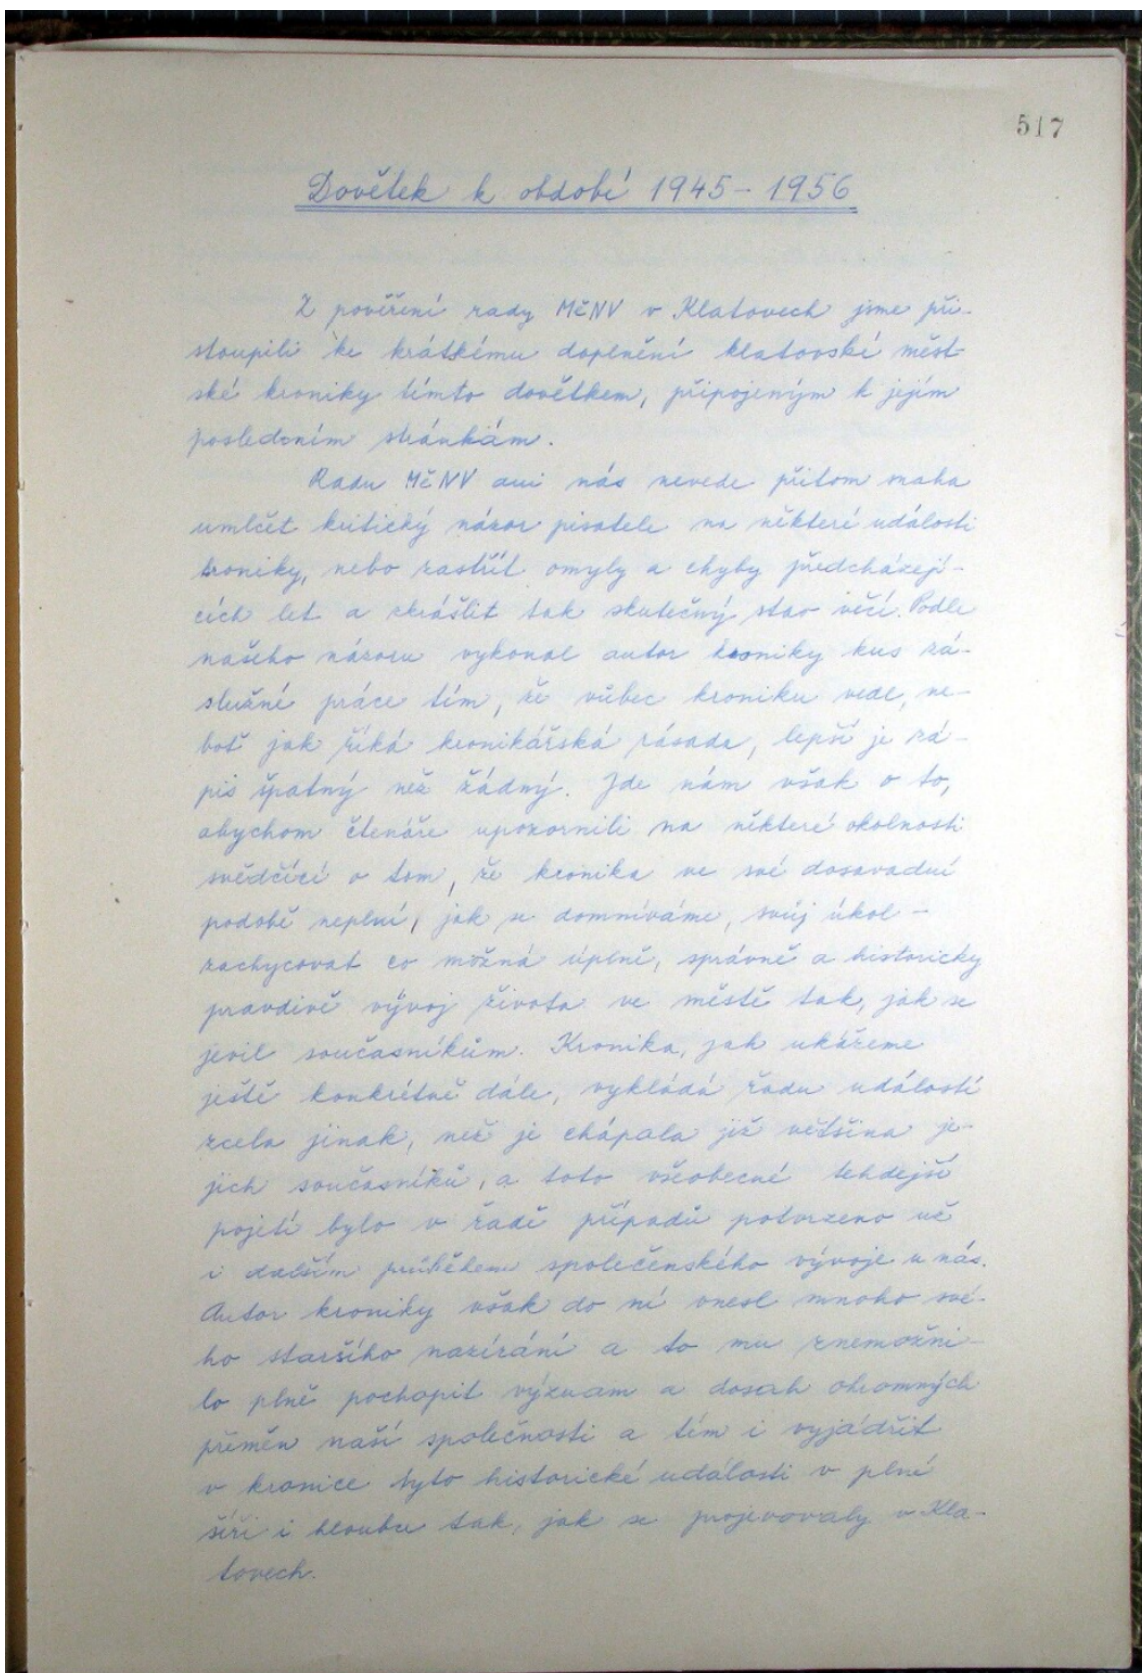 517
Dovětek k období 1945 - 1956
Z pověření rady MěNV v Klatovech jsme při-
stoupili ke krátkému doplnění klatovské měst-
ské kroniky tímto dovětkem, připojeným k jejím
posledním stránkám.
Radu MěNV ani nás nevede přitom snaha
umlčet kritický názor pisatele na některé události
kroniky, nebo zastřít omyly a chyby předcházejí-
cích let a zkrášlit tak skutečný stav věcí. Podle
našeho názoru vykonal autor kroniky kus zá-
služné práce tím, že vůbec kroniku vedl, ne-
boť jak říká kronikářská zásada, lepší je zá-
pis špatný než žádný. Jde nám však o to,
abychom čtenáře upozornili na některé okolnosti
svědčící o tom, že kronika ve své dosavadní
podobě neplní, jak se domníváme, svůj úkol -
zachycovat co možná úplně, správně a historicky
pravdivě vývoj života ve městě tak, jak se
jevil současníkům. Kronika, jak ukážeme
ještě konkrétně dále, vykládá řadu událostí
zcela jinak, než je chápala již většina je-
jich současníků, a toto všeobecné tehdejší
pojetí bylo v řadě případů potvrzeno už
i dalším průběhem společenského vývoje u nás.
Autor kroniky však do ní vnesl mnoho své-
ho staršího nazírání a to mu znemožni-
lo plně pochopit význam a dosah ohromných
přeměn naší společnosti a tím i vyjádřit
v kronice tyto historické události v plné
šíři i hloubce tak, jak se projevovaly v Kla-
tovech.